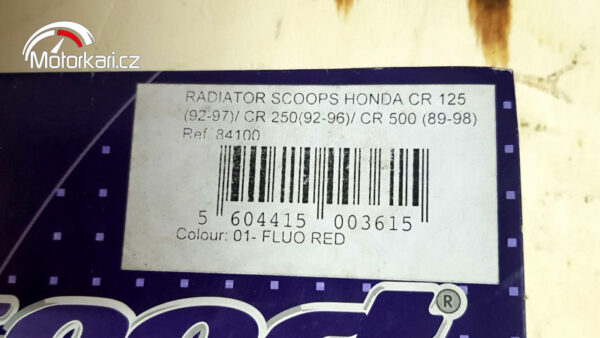 Motorkari.cz
RADIATOR SCOOPS HONDA CR 125
(92-97)/ CR 250(92-96)/ CR 500 (89-98)
Ref. 84100
5 604415 003615
Colour: 01- FLUO RED
®